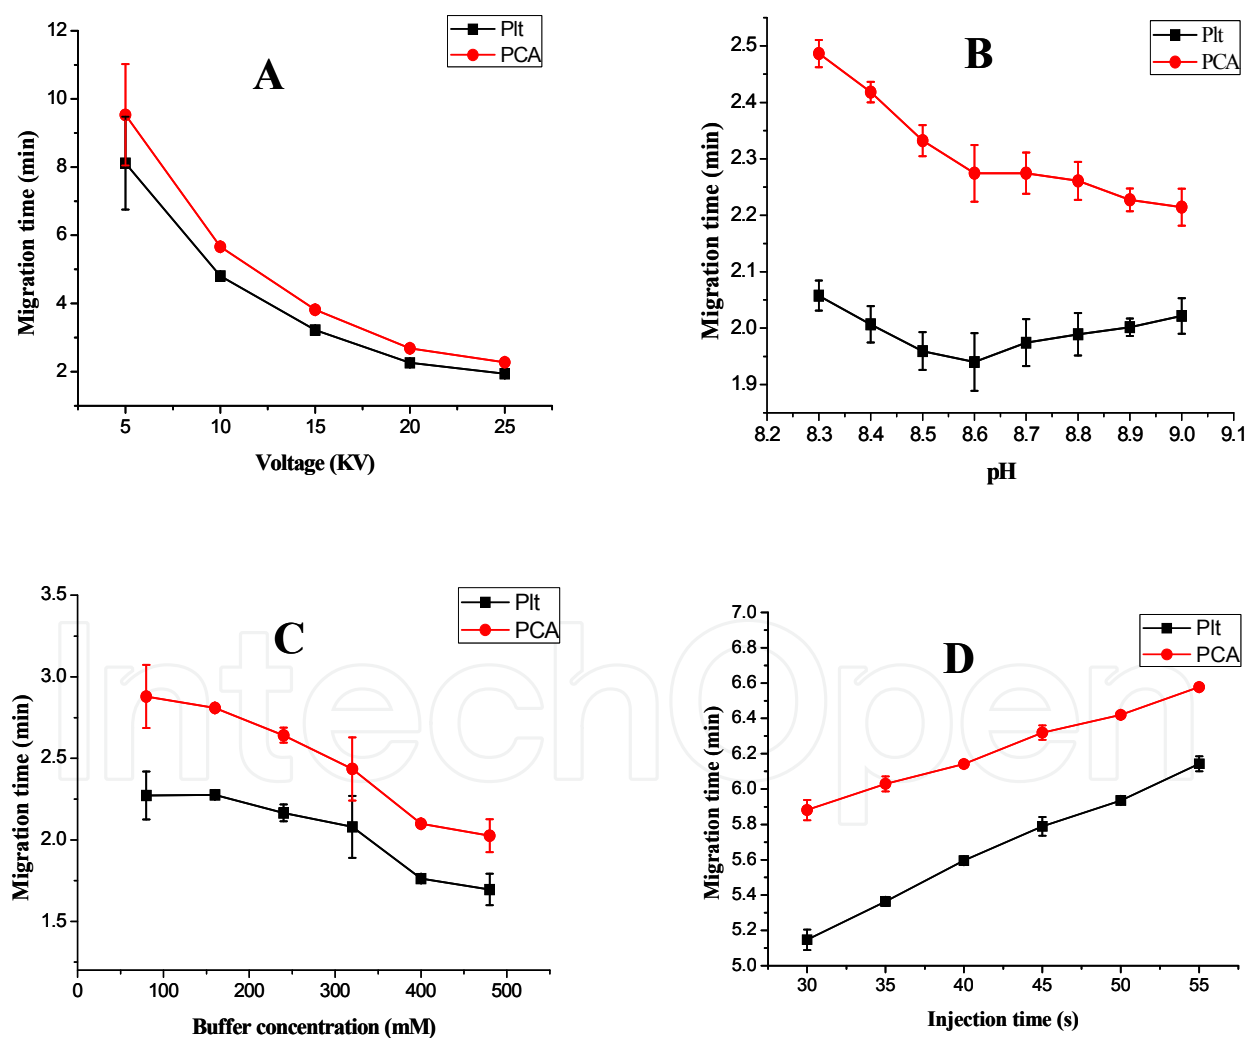 A
Plt
PCA
12
10
8
6
4
2
5
10
15
20
25
Migration time (min)
Voltage (KV)
B
Plt
PCA
2.5
2.4
2.3
2.2
2.1
2.0
1.9
8.2
8.3
8.4
8.5
8.6
8.7
8.8
8.9
9.0
9.1
Migration time (min)
pH
C
Plt
PCA
3.5
3.0
2.5
2.0
1.5
0
100
200
300
400
500
Migration time (min)
Buffer concentration (mM)
D
Plt
PCA
7.0
6.8
6.6
6.4
6.2
6.0
5.8
5.6
5.4
5.2
5.0
30
35
40
45
50
55
Migration time (min)
Injection time (s)
IntechOpen